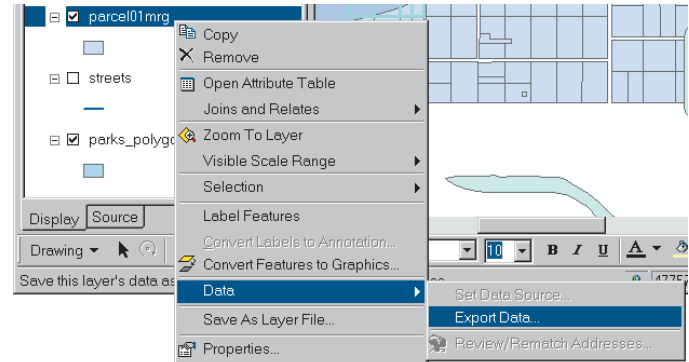 parcel01mrg
streets
parks_polygo
Display Source
Drawing
Save this layer's data as
Copy
Remove
Open Attribute Table
Joins and Relates
Zoom To Layer
Visible Scale Range
Selection
Label Features
Convert Labels to Annotation...
Convert Features to Graphics...
Data
Save As Layer File...
Properties...
10 B I U A
Set Data Source...
Export Data...
Review/Rematch Addresses...